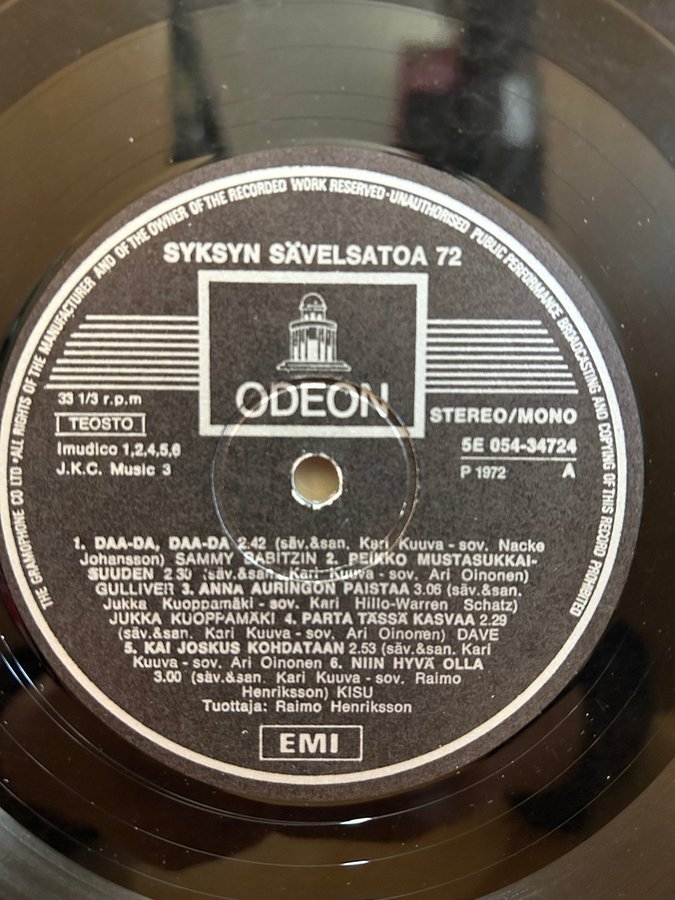 THE GRAMOPHONE CO LTD · ALL RIGHTS OF THE MANUFACTURER AND OF THE OWNER OF THE RECORDED WORK RESERVED · UNAUTHORISED PUBLIC PERFORMANCE BROADCASTING AND COPYING OF THIS RECORD PROHIBITED
SYKSYN SÄVELSATOA 72
ODEON
33 1/3 r.p.m
TEOSTO
Imudico 1,2,4,5,6
J.K.C. Music 3
STEREO/MONO
5E 054-34724
P 1972 A
1. DAA-DA, DAA-DA 2.42 (säv.&san. Kari Kuuva - sov. Nacke
Johansson) SAMMY BABITZIN 2. PEIKKO MUSTASUKKAI-
SUUDEN 2.30 (säv.&san. Kari Kuuva - sov. Ari Oinonen)
GULLIVER 3. ANNA AURINGON PAISTAA 3.06 (säv.&san.
Jukka Kuoppamäki - sov. Kari Hillo-Warren Schatz)
JUKKA KUOPPAMÄKI 4. PARTA TÄSSÄ KASVAA 2.29
(säv.&san. Kari Kuuva - sov. Ari Oinonen) DAVE
5. KAI JOSKUS KOHDATAAN 2.53 (säv.&san. Kari
Kuuva - sov. Ari Oinonen 6. NIIN HYVÄ OLLA
3.00 (säv.&san. Kari Kuuva - sov. Raimo
Henriksson) KISU
Tuottaja: Raimo Henriksson
EMI